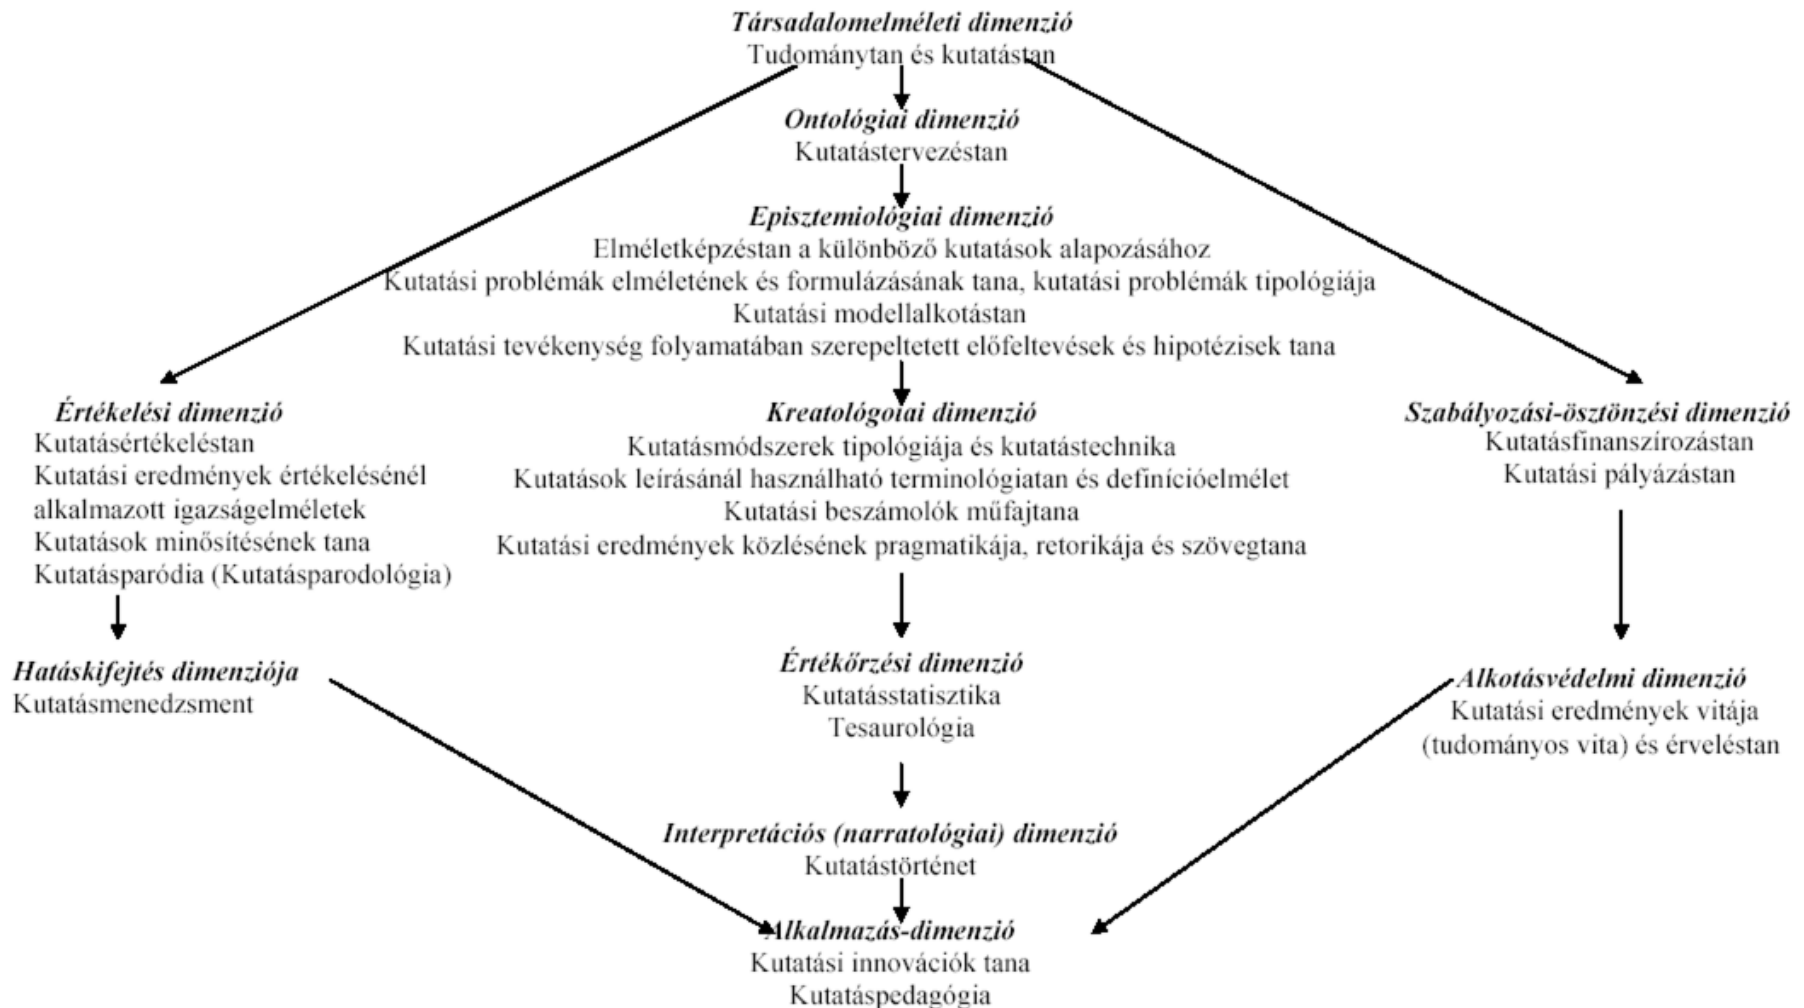 Társadalomelméleti dimenzió
Tudománytan és kutatástan
Ontológiai dimenzió
Kutatástervezéstan
Episztemiológiai dimenzió
Elméletképzéstan a különböző kutatások alapozásához
Kutatási problémák elméletének és formulázásának tana, kutatási problémák tipológiája
Kutatási modellalkotástan
Kutatási tevékenység folyamatában szerepeltetett előfeltevések és hipotézisek tana
Értékelési dimenzió
Kutatásértékeléstan
Kutatási eredmények értékelésénél
alkalmazott igazságelméletek
Kutatások minősítésének tana
Kutatásparódia (Kutatásparodológia)
Kreatológoiai dimenzió
Kutatásmódszerek tipológiája és kutatástechnika
Kutatások leírásánál használható terminológiatan és definícióelmélet
Kutatási beszámolók műfajtana
Kutatási eredmények közlésének pragmatikája, retorikája és szövegtana
Szabályozási-ösztönzési dimenzió
Kutatásfinanszírozástan
Kutatási pályázástan
Hatáskifejtés dimenziója
Kutatásmenedzsment
Értékőrzési dimenzió
Kutatásstatisztika
Tesaurológia
Alkotásvédelmi dimenzió
Kutatási eredmények vitája
(tudományos vita) és érveléstan
Interpretációs (narratológiai) dimenzió
Kutatástörténet
Alkalmazás-dimenzió
Kutatási innovációk tana
Kutatáspedagógia